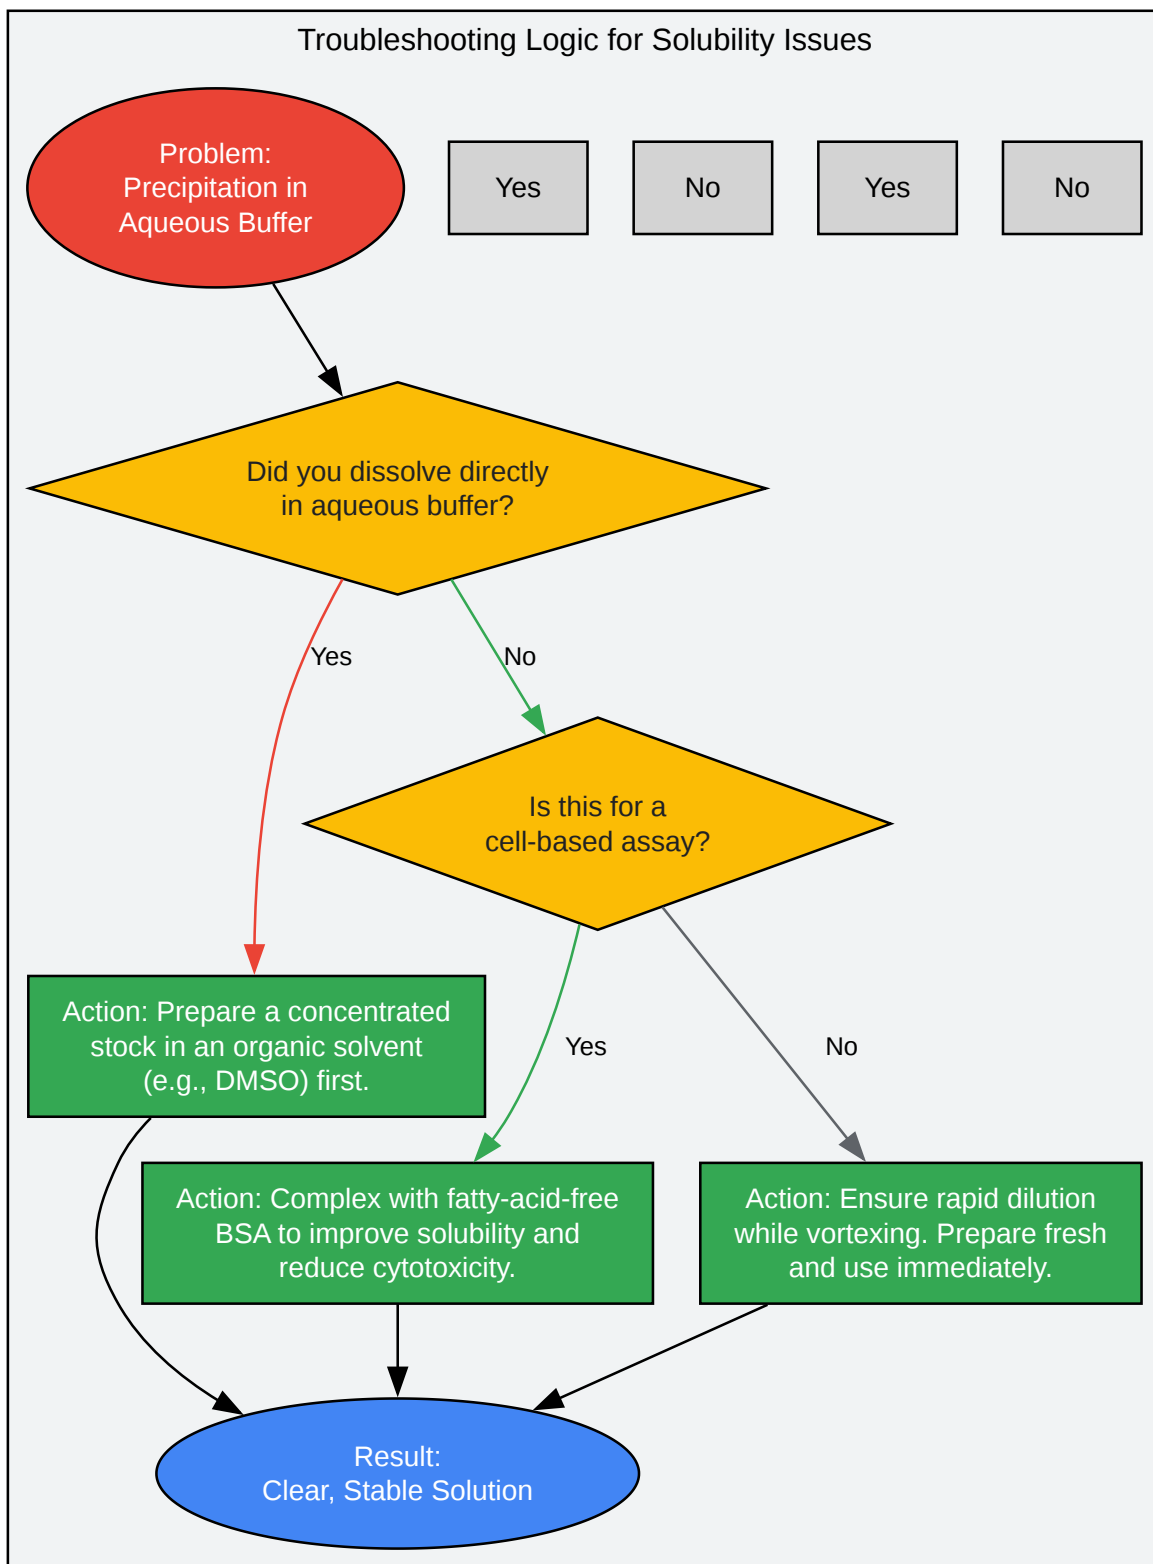 Troubleshooting Logic for Solubility Issues
Problem:
Precipitation in
Aqueous Buffer
Yes
No
Yes
No
Did you dissolve directly
in aqueous buffer?
Yes
No
Is this for a
cell-based assay?
Action: Prepare a concentrated
stock in an organic solvent
(e.g., DMSO) first.
Yes
No
Action: Complex with fatty-acid-free
BSA to improve solubility and
reduce cytotoxicity.
Action: Ensure rapid dilution
while vortexing. Prepare fresh
and use immediately.
Result:
Clear, Stable Solution